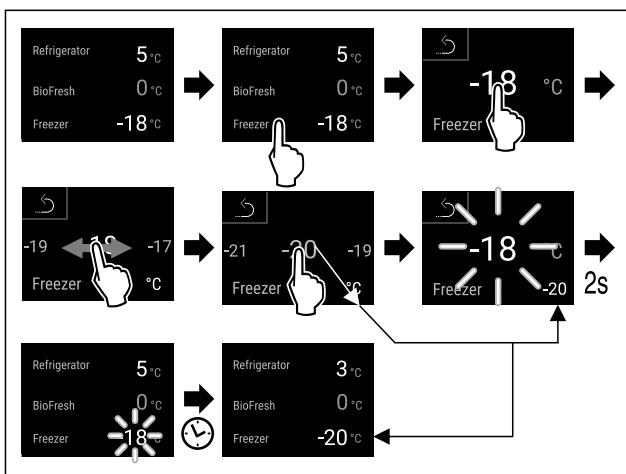 Refrigerator 5 °C
BioFresh 0 °C
Freezer -18 °C
Refrigerator 5 °C
BioFresh 0 °C
Freezer -18 °C
-18 °C
Freezer
-19 -17
Freezer °C
-21 -20 -19
Freezer °C
-18 C
Freezer -20
2s
Refrigerator 5 °C
BioFresh 0 °C
Freezer -18 °C
Refrigerator 3 °C
BioFresh 0 °C
Freezer -20 °C